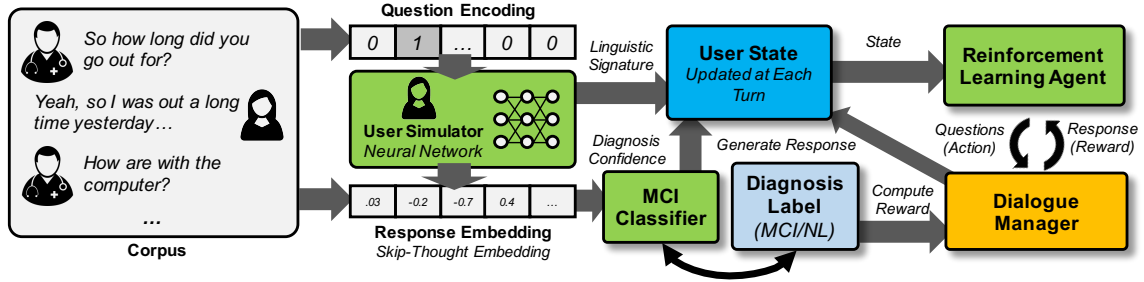 So how long did you
go out for?
Yeah, so I was out a long
time yesterday…
How are with the
computer?
…
Corpus
Question Encoding
0 1 … 0 0
User Simulator
Neural Network
.03 -0.2 -0.7 0.4 …
Response Embedding
Skip-Thought Embedding
Linguistic
Signature
Diagnosis
Confidence
MCI
Classifier
User State
Updated at Each
Turn
Generate Response
Diagnosis
Label
(MCI/NL)
State
Compute
Reward
Reinforcement
Learning Agent
Questions
(Action)
Response
(Reward)
Dialogue
Manager